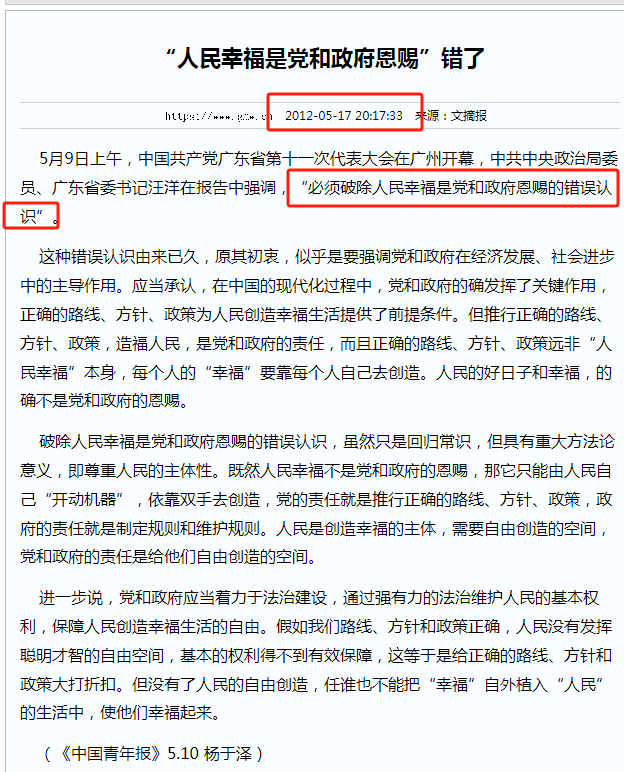 “人民幸福是党和政府恩赐”错了
https://www.gmw.cn 2012-05-17 20:17:33 来源：文摘报
5月9日上午，中国共产党广东省第十一次代表大会在广州开幕，中共中央政治局委
员、广东省委书记汪洋在报告中强调，“必须破除人民幸福是党和政府恩赐的错误认
识”。
这种错误认识由来已久，原其初衷，似乎是要强调党和政府在经济发展、社会进步
中的主导作用。应当承认，在中国的现代化过程中，党和政府的确发挥了关键作用，
正确的路线、方针、政策为人民创造幸福生活提供了前提条件。但推行正确的路线、
方针、政策，造福人民，是党和政府的责任，而且正确的路线、方针、政策远非“人
民幸福”本身，每个人的“幸福”要靠每个人自己去创造。人民的好日子和幸福，的
确不是党和政府的恩赐。
破除人民幸福是党和政府恩赐的错误认识，虽然只是回归常识，但具有重大方法论
意义，即尊重人民的主体性。既然人民幸福不是党和政府的恩赐，那它只能由人民自
己“开动机器”，依靠双手去创造，党的责任就是推行正确的路线、方针、政策，政
府的责任就是制定规则和维护规则。人民是创造幸福的主体，需要自由创造的空间，
党和政府的责任是给他们自由创造的空间。
进一步说，党和政府应当着力于法治建设，通过强有力的法治维护人民的基本权
利，保障人民创造幸福生活的自由。假如我们路线、方针和政策正确，人民没有发挥
聪明才智的自由空间，基本的权利得不到有效保障，这等于是给正确的路线、方针和
政策大打折扣。但没有了人民的自由创造，任谁也不能把“幸福”自外植入“人民”
的生活中，使他们幸福起来。
（《中国青年报》5.10 杨于泽）